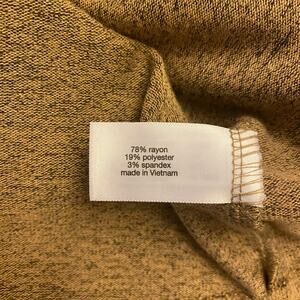 78% rayon
19% polyester
3% spandex
made in Vietnam